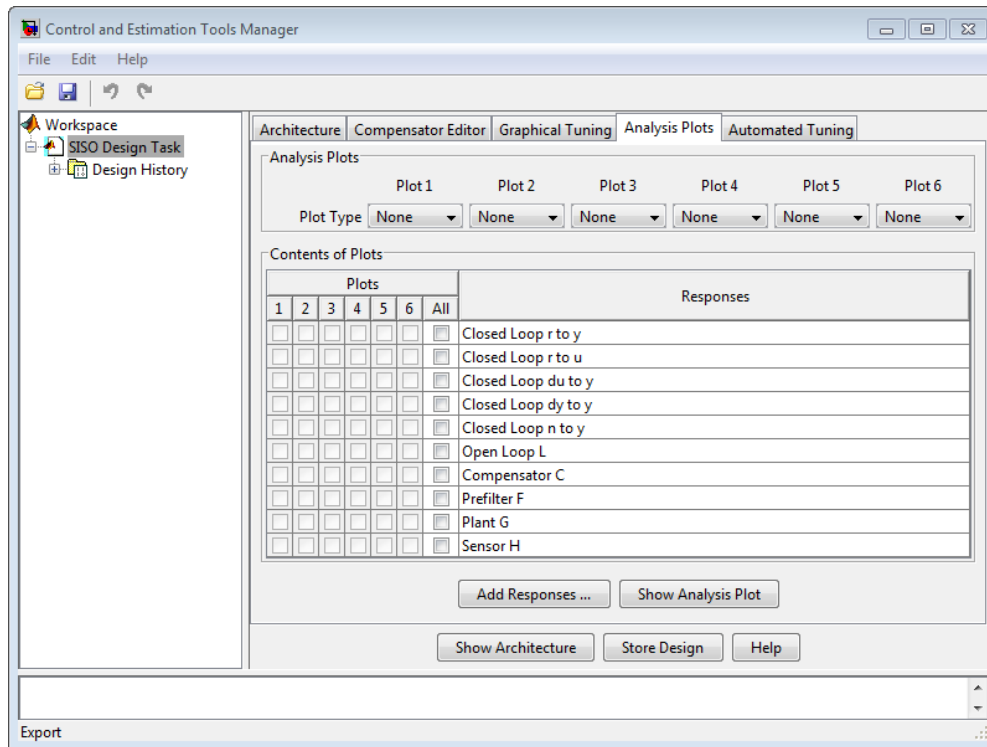 Control and Estimation Tools Manager
File Edit Help
Workspace
SISO Design Task
Design History
Architecture Compensator Editor Graphical Tuning Analysis Plots Automated Tuning
Analysis Plots
Plot 1 Plot 2 Plot 3 Plot 4 Plot 5 Plot 6
Plot Type None None None None None None
Contents of Plots
Plots Responses
1 2 3 4 5 6 All
Closed Loop r to y
Closed Loop r to u
Closed Loop du to y
Closed Loop dy to y
Closed Loop n to y
Open Loop L
Compensator C
Prefilter F
Plant G
Sensor H
Add Responses ... Show Analysis Plot
Show Architecture Store Design Help
Export